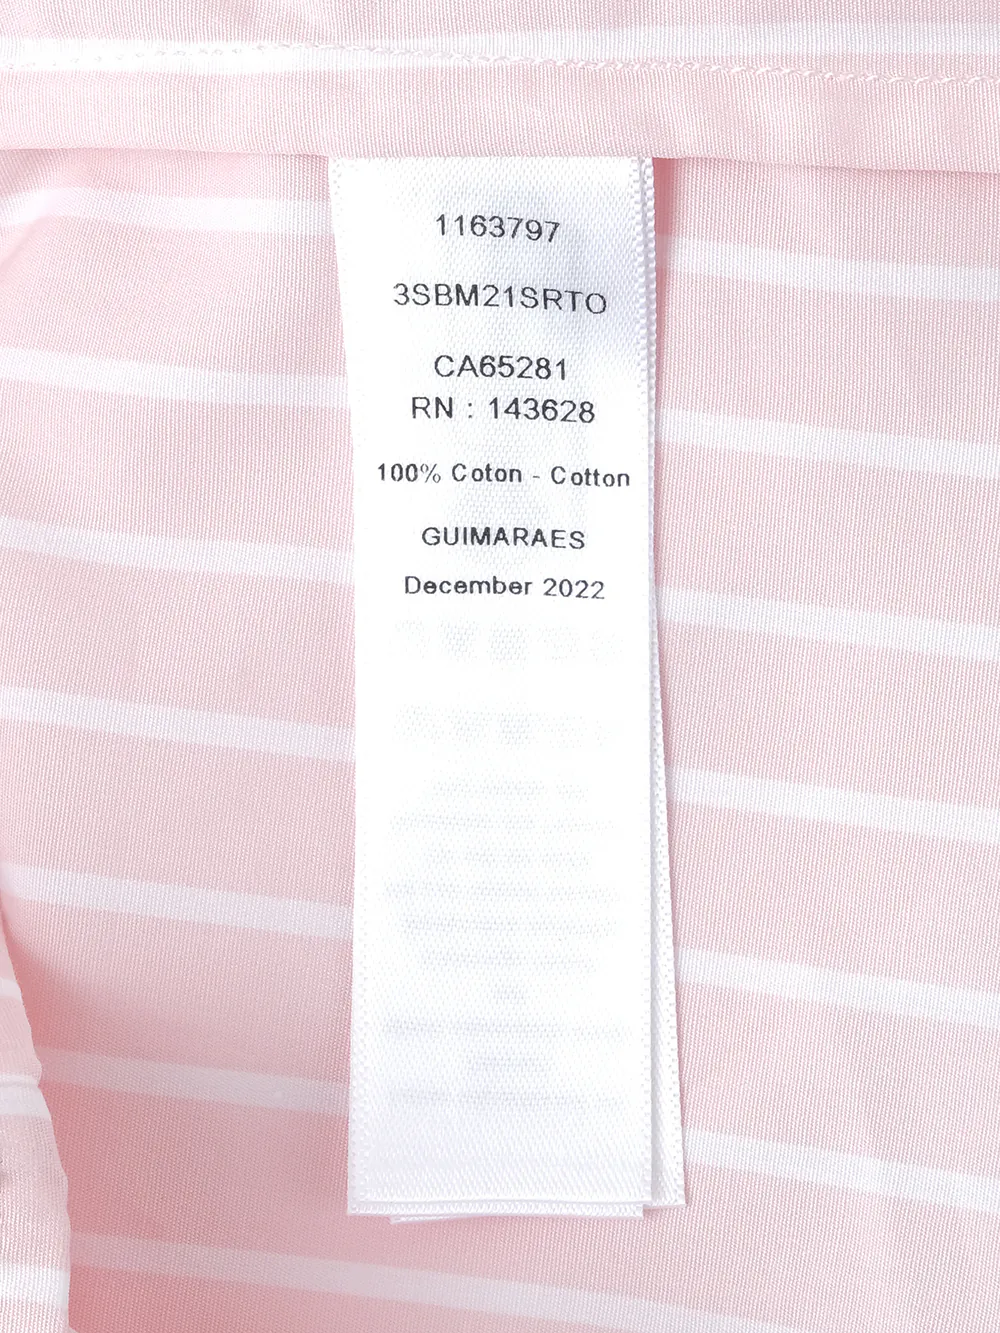 1163797
3SBM21SRTO
CA65281
RN : 143628
100% Coton - Cotton
GUIMARAES
December 2022